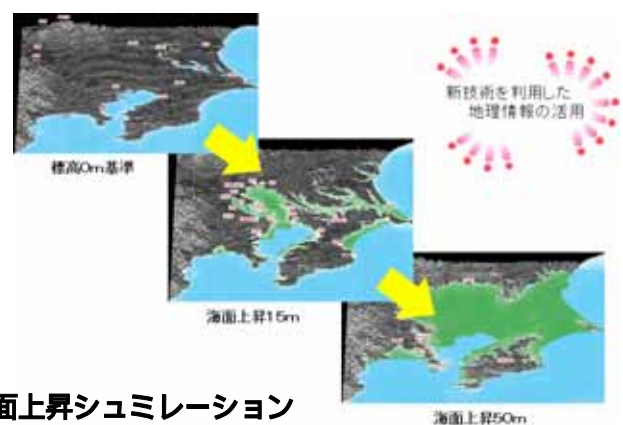 新技術を利用した
地理情報の活用
標高0m基準
海面上昇15m
海面上昇50m
面上昇シュミレーション